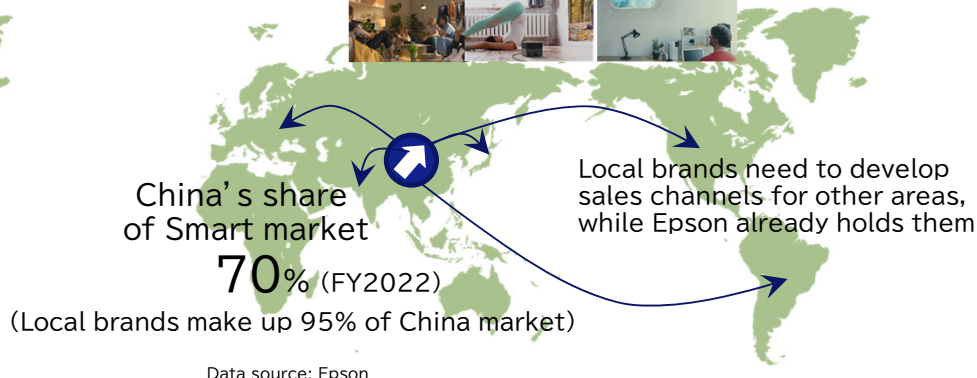 Local brands need to develop
sales channels for other areas,
while Epson already holds them
China’s share
of Smart market
70% (FY2022)
(Local brands make up 95% of China market)
Data source: Epson